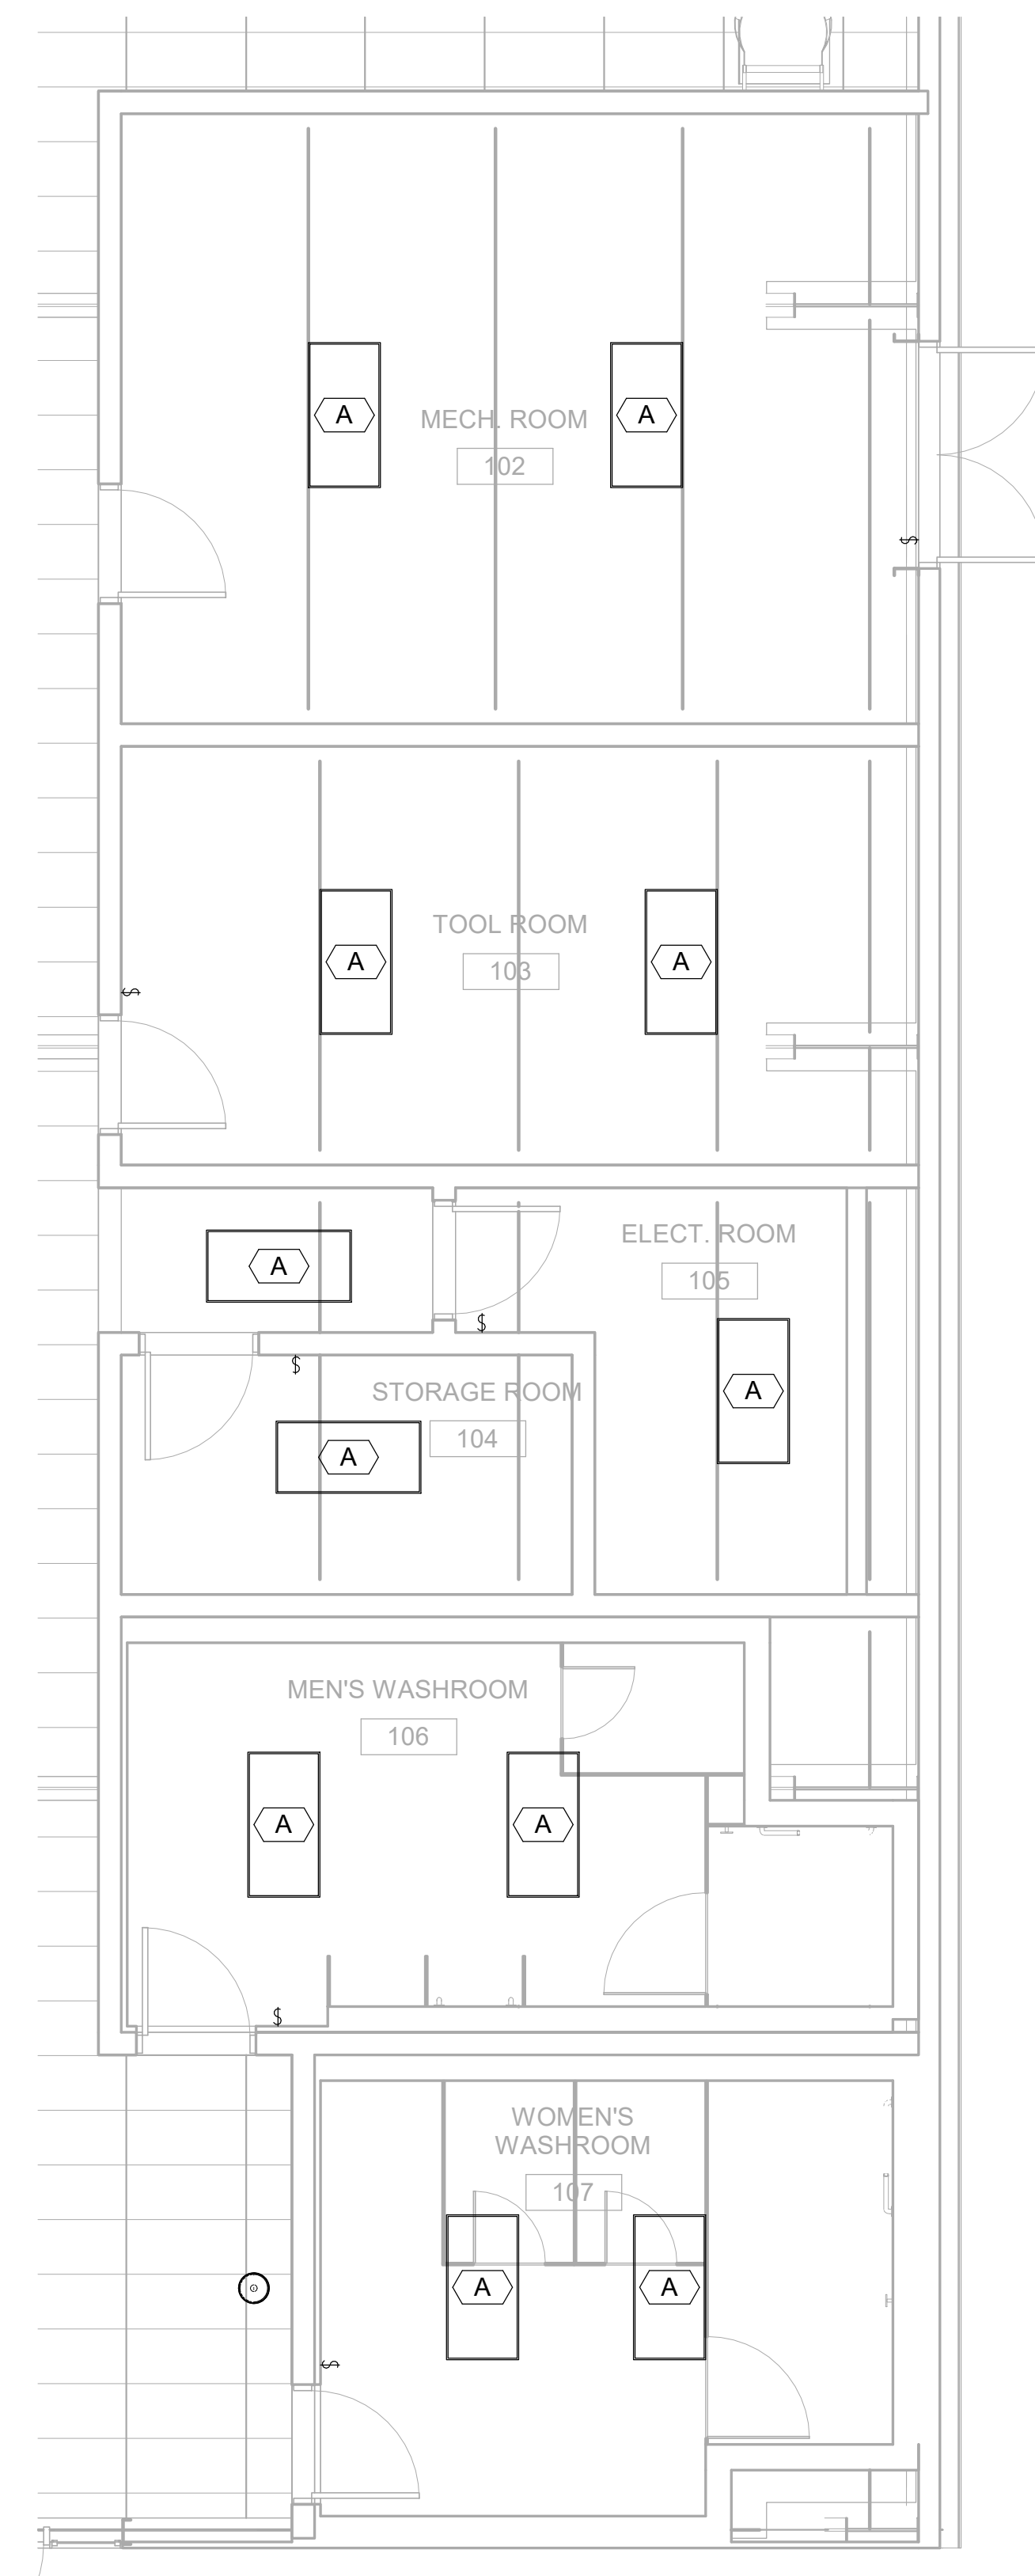 A
A
MECH. ROOM
102
$
TOOL ROOM
A
A
103
$
ELECT. ROOM
A
105
$
$
A
STORAGE ROOM
104
A
MEN'S WASHROOM
106
A
A
$
WOMEN'S
WASHROOM
107
A
A
$